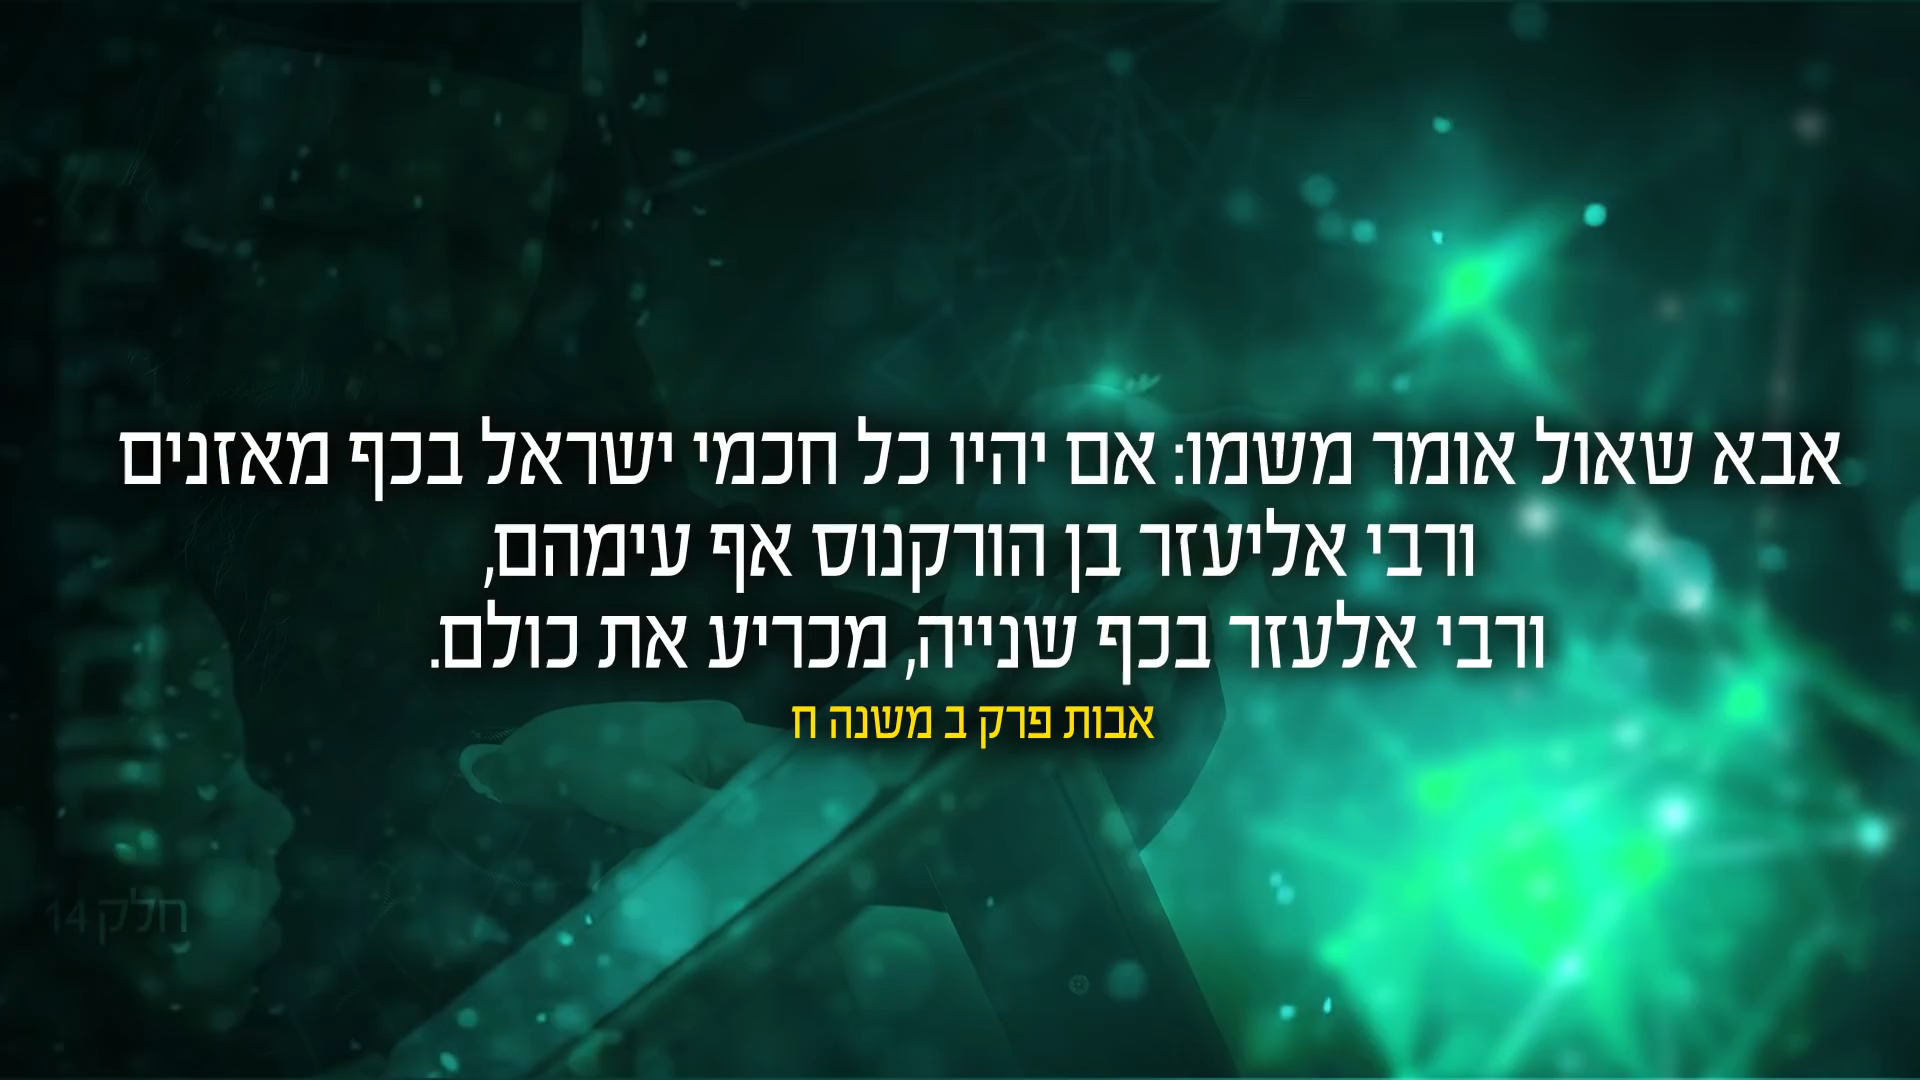 אבא שאול אומר משמו: אם יהיו כל חכמי ישראל בכף מאזנים
ורבי אליעזר בן הורקנוס אף עימהם,
ורבי אלעזר בכף שנייה, מכריע את כולם.
אבות פרק ב משנה ח
חלק 14